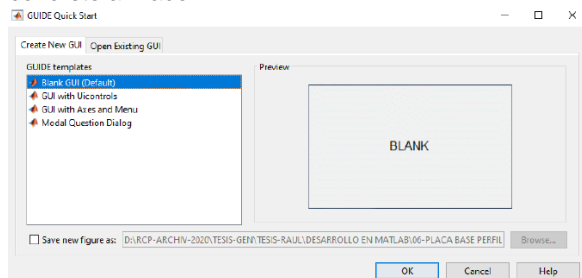 GUIDE Quick Start
Create New GUI Open Existing GUI
GUIDE templates
Preview
Blank GUI (Default)
GUI with Uicontrols
GUI with Axes and Menu
Modal Question Dialog
BLANK
Save new figure as: D:\RCP-ARCHIV-2020\TESIS-GEN\TESIS-RAUL\DESARROLLO EN MATLAB\06-PLACA BASE PERFIL Browse...
OK Cancel Help